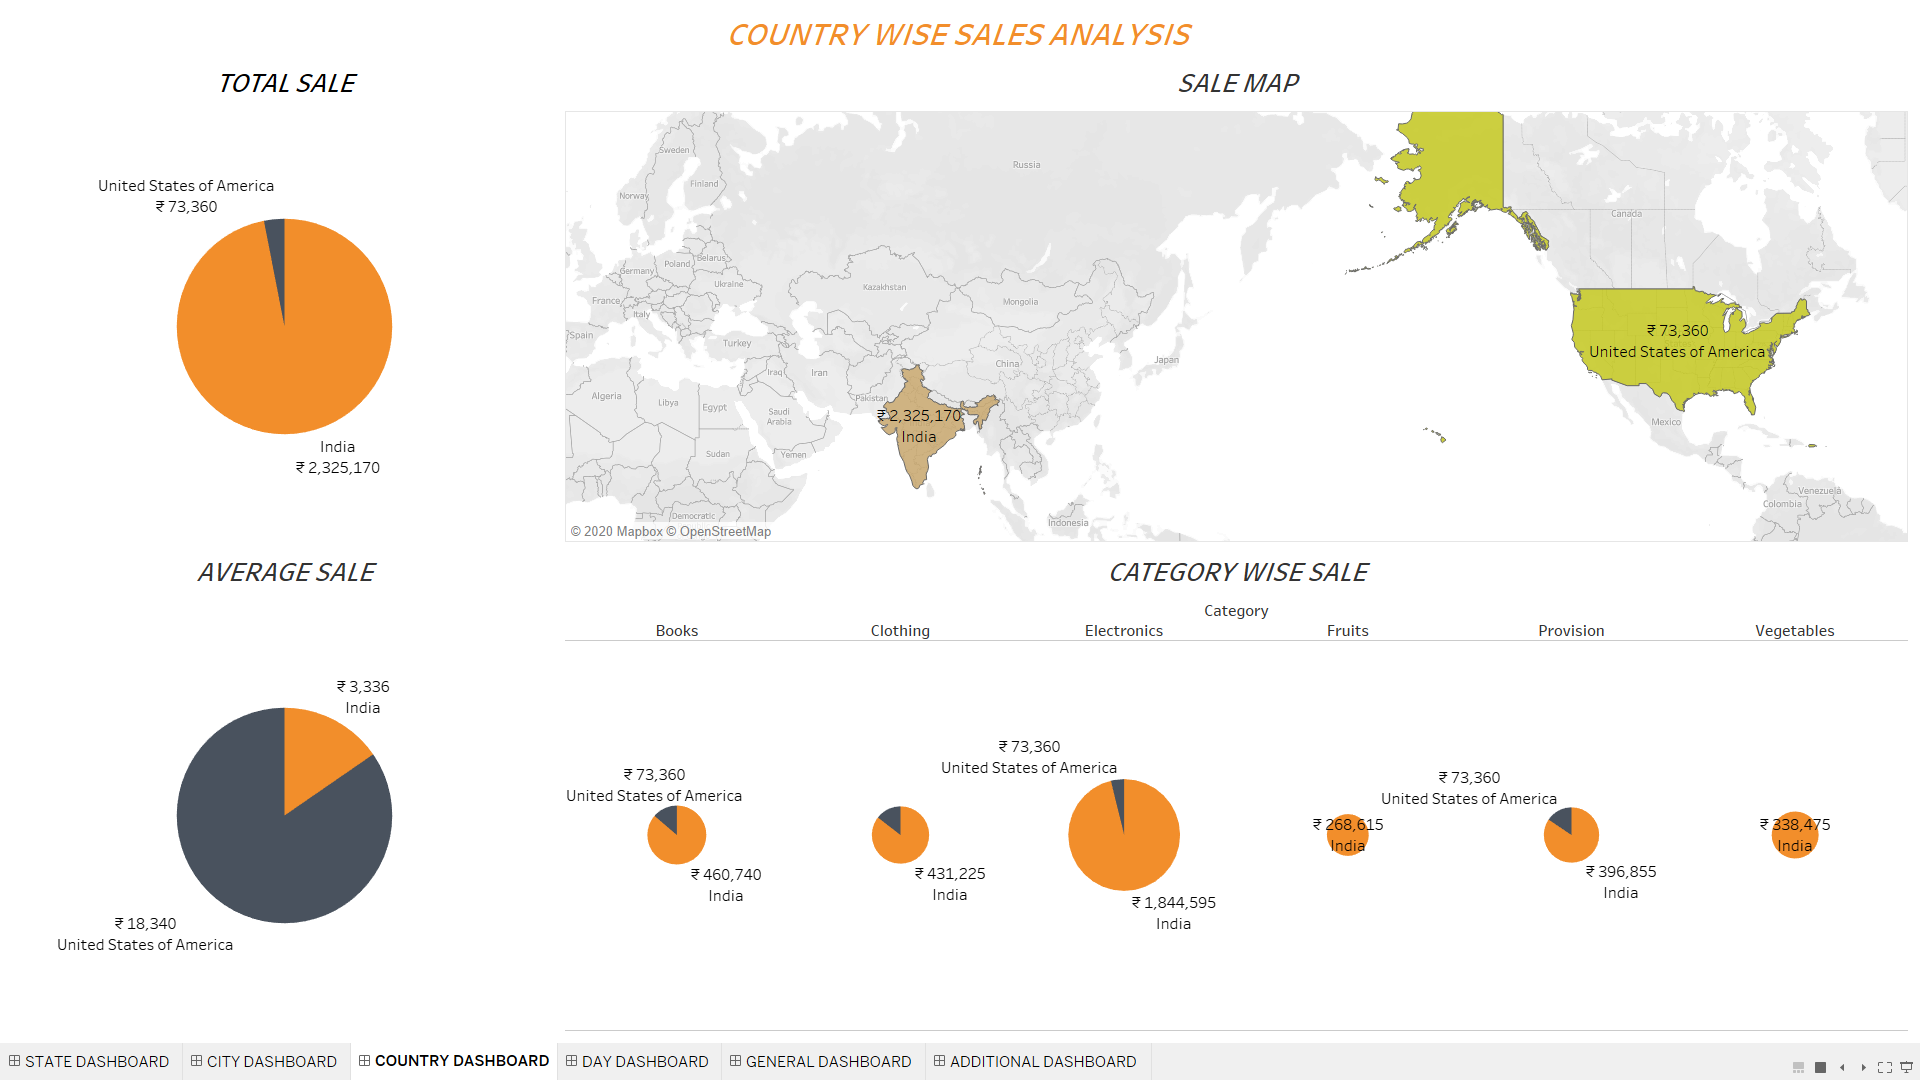 COUNTRY WISE SALES ANALYSIS
TOTAL SALE
United States of America
₹ 73,360
India
₹ 2,325,170
SALE MAP
Sweden
Russia
Finland
Norway
Canada
Poland
Belarus
Germany
Ukraine
Kazakhstan
France
Mongolia
Italy
₹ 73,360
United States of America
Spain
Turkey
Japan
China
Iraq
Iran
Algeria
Pakistan
Libya
Egypt
Saudi
Arabia
₹ 2,325,170
India
Mexico
Sudan
Yemen
Venezuela
Colombia
Democratic
Indonesia
© 2020 Mapbox © OpenStreetMap
AVERAGE SALE
₹ 3,336
India
₹ 18,340
United States of America
CATEGORY WISE SALE
Category
Books Clothing Electronics Fruits Provision Vegetables
₹ 73,360
United States of America
₹ 460,740
India
₹ 431,225
India
₹ 73,360
United States of America
₹ 1,844,595
India
₹ 268,615
India
₹ 73,360
United States of America
₹ 396,855
India
₹ 338,475
India
STATE DASHBOARD CITY DASHBOARD COUNTRY DASHBOARD DAY DASHBOARD GENERAL DASHBOARD ADDITIONAL DASHBOARD